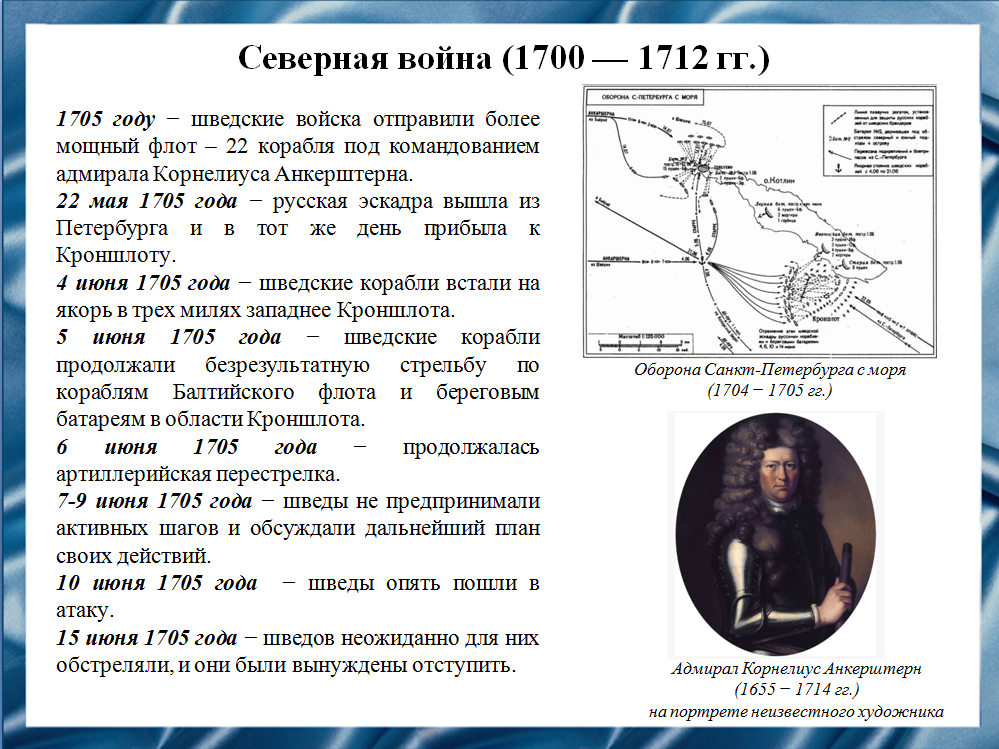 Северная война (1700 — 1712 гг.)
1705 году − шведские войска отправили более
мощный флот – 22 корабля под командованием
адмирала Корнелиуса Анкерштерна.
22 мая 1705 года − русская эскадра вышла из
Петербурга и в тот же день прибыла к
Кроншлоту.
4 июня 1705 года − шведские корабли встали на
якорь в трех милях западнее Кроншлота.
5 июня 1705 года − шведские корабли
продолжали безрезультатную стрельбу по
кораблям Балтийского флота и береговым
батареям в области Кроншлота.
6 июня 1705 года − продолжалась
артиллерийская перестрелка.
7-9 июня 1705 года − шведы не предпринимали
активных шагов и обсуждали дальнейший план
своих действий.
10 июня 1705 года − шведы опять пошли в
атаку.
15 июня 1705 года − шведов неожиданно для них
обстреляли, и они были вынуждены отступить.
ОБОРОНА С.-ПЕТЕРБУРГА С МОРЯ
АНКАРШЕРНА
о.Котлин
АНКАРШЕРНА
Кроншлот
Масштаб 1:125 000
Оборона Санкт-Петербурга с моря
(1704 − 1705 гг.)
Адмирал Корнелиус Анкерштерн
(1655 − 1714 гг.)
на портрете неизвестного художника